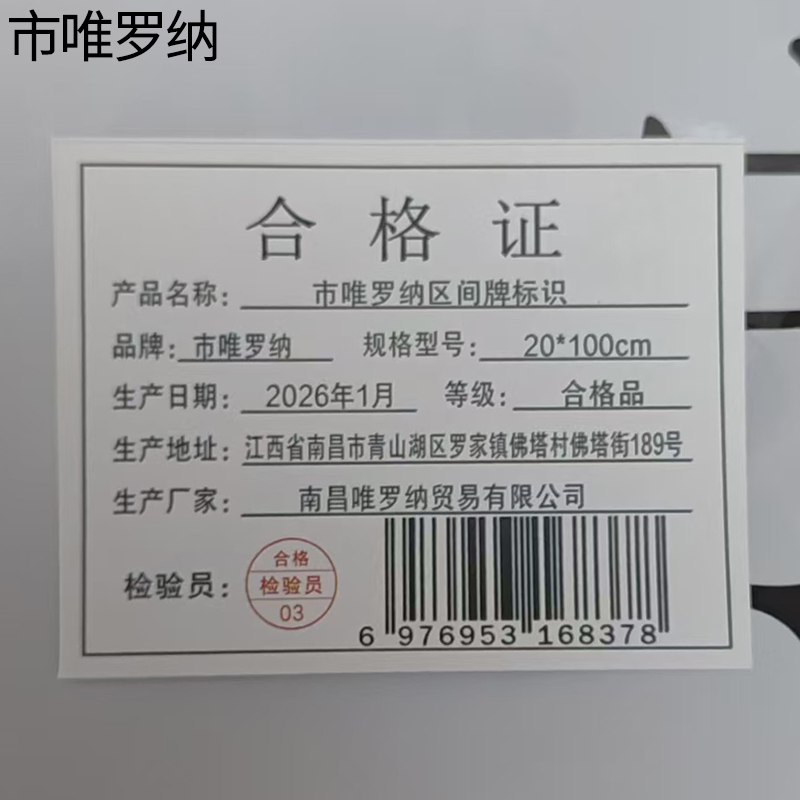 市唯罗纳
合格证
产品名称： 市唯罗纳区间牌标识
品牌：市唯罗纳 规格型号： 20*100cm
生产日期： 2026年1月 等级： 合格品
生产地址：江西省南昌市青山湖区罗家镇佛塔村佛塔街189号
生产厂家： 南昌唯罗纳贸易有限公司
检验员：
合格
检验员
03
6 976953 168378